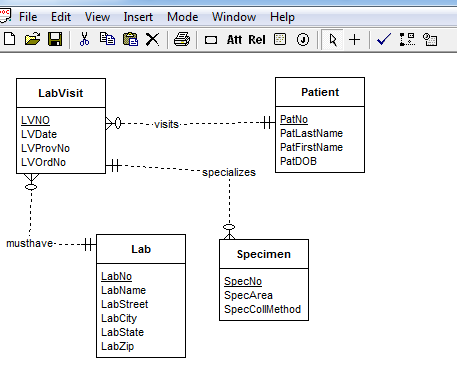 File Edit View Insert Mode Window Help
Att Rel
LabVisit
LVNO
LVDate
LVProvNo
LVOrdNo
visits
Patient
PatNo
PatLastName
PatFirstName
PatDOB
specializes
musthave
Lab
LabNo
LabName
LabStreet
LabCity
LabState
LabZip
Specimen
SpecNo
SpecArea
SpecCollMethod